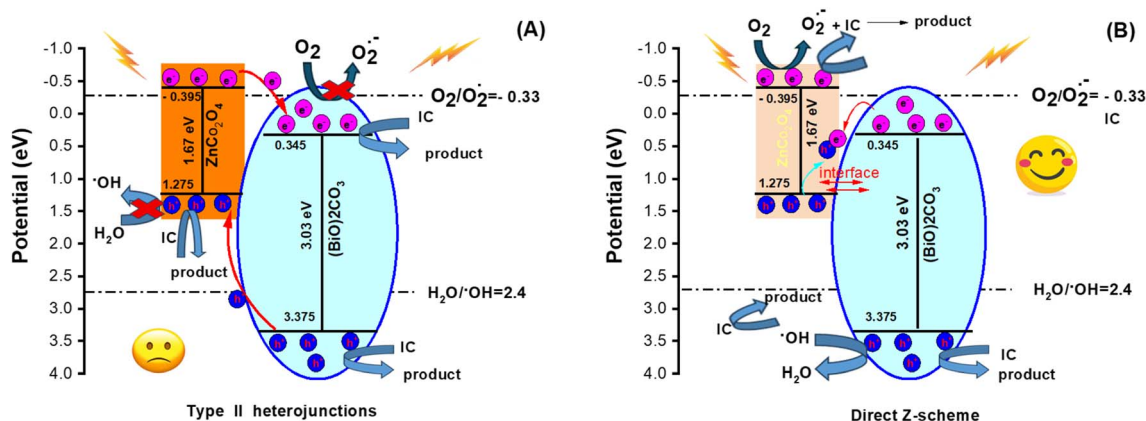 (A)
O₂
O₂·⁻
-1.0
-0.5
0.0
0.5
1.0
1.5
2.0
2.5
3.0
3.5
4.0
Potential (eV)
e⁻ e⁻ e⁻
e⁻
- 0.395
1.67 eV
ZnCo₂O₄
1.275
h⁺ h⁺ h⁺
·OH
H₂O
IC
product
O₂/O₂·⁻= - 0.33
e⁻
e⁻ e⁻ e⁻
IC
product
0.345
3.03 eV
(BiO)2CO₃
H₂O/·OH=2.4
h⁺
3.375
h⁺ h⁺ h⁺
h⁺
IC
product
Type II heterojunctions
(B)
O₂
O₂·⁻ + IC
product
-1.0
-0.5
0.0
0.5
1.0
1.5
2.0
2.5
3.0
3.5
4.0
Potential (eV)
e⁻ e⁻ e⁻
- 0.395
1.67 eV
ZnCo₂O₄
1.275
h⁺ h⁺ h⁺
h⁺
e⁻
interface
O₂/O₂·⁻= - 0.33
IC
e⁻
e⁻ e⁻ e⁻
0.345
3.03 eV
(BiO)2CO₃
H₂O/·OH=2.4
product
IC
·OH
H₂O
3.375
h⁺ h⁺ h⁺
h⁺
IC
product
Direct Z-scheme